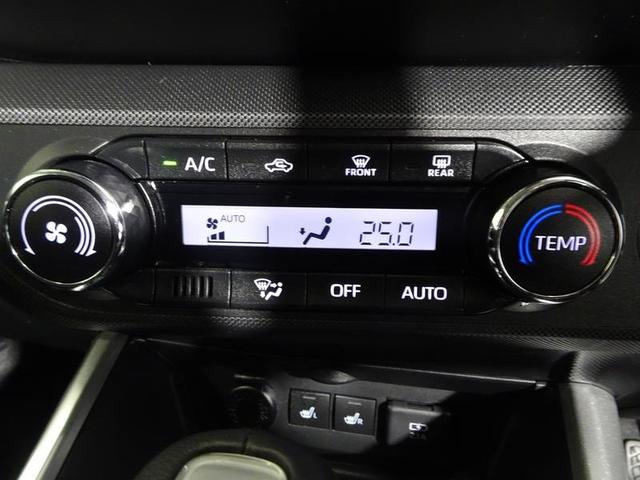 A/C FRONT REAR
AUTO 25.0
TEMP
OFF AUTO
L R